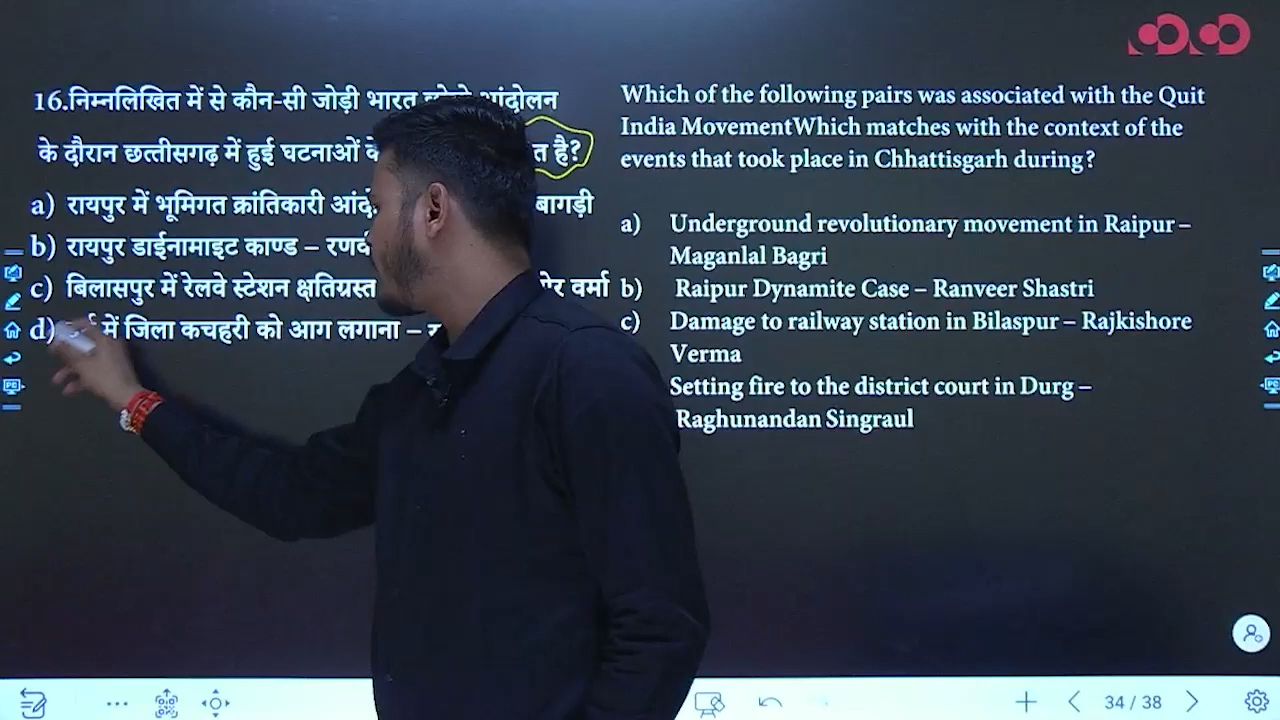 16.निम्नलिखित में से कौन-सी जोड़ी भारत आंदोलन
के दौरान छत्तीसगढ़ में हुई घटनाओं के है?
a) रायपुर में भूमिगत क्रांतिकारी बागड़ी
b) रायपुर डाईनामाइट काण्ड –
c) बिलासपुर में रेलवे स्टेशन क्षतिग्रस्त वर्मा
d) में जिला कचहरी को आग लगाना –
Which of the following pairs was associated with the Quit
India MovementWhich matches with the context of the
events that took place in Chhattisgarh during?
a) Underground revolutionary movement in Raipur –
Maganlal Bagri
b) Raipur Dynamite Case – Ranveer Shastri
c) Damage to railway station in Bilaspur – Rajkishore
Verma
Setting fire to the district court in Durg –
Raghunandan Singraul
34 / 38